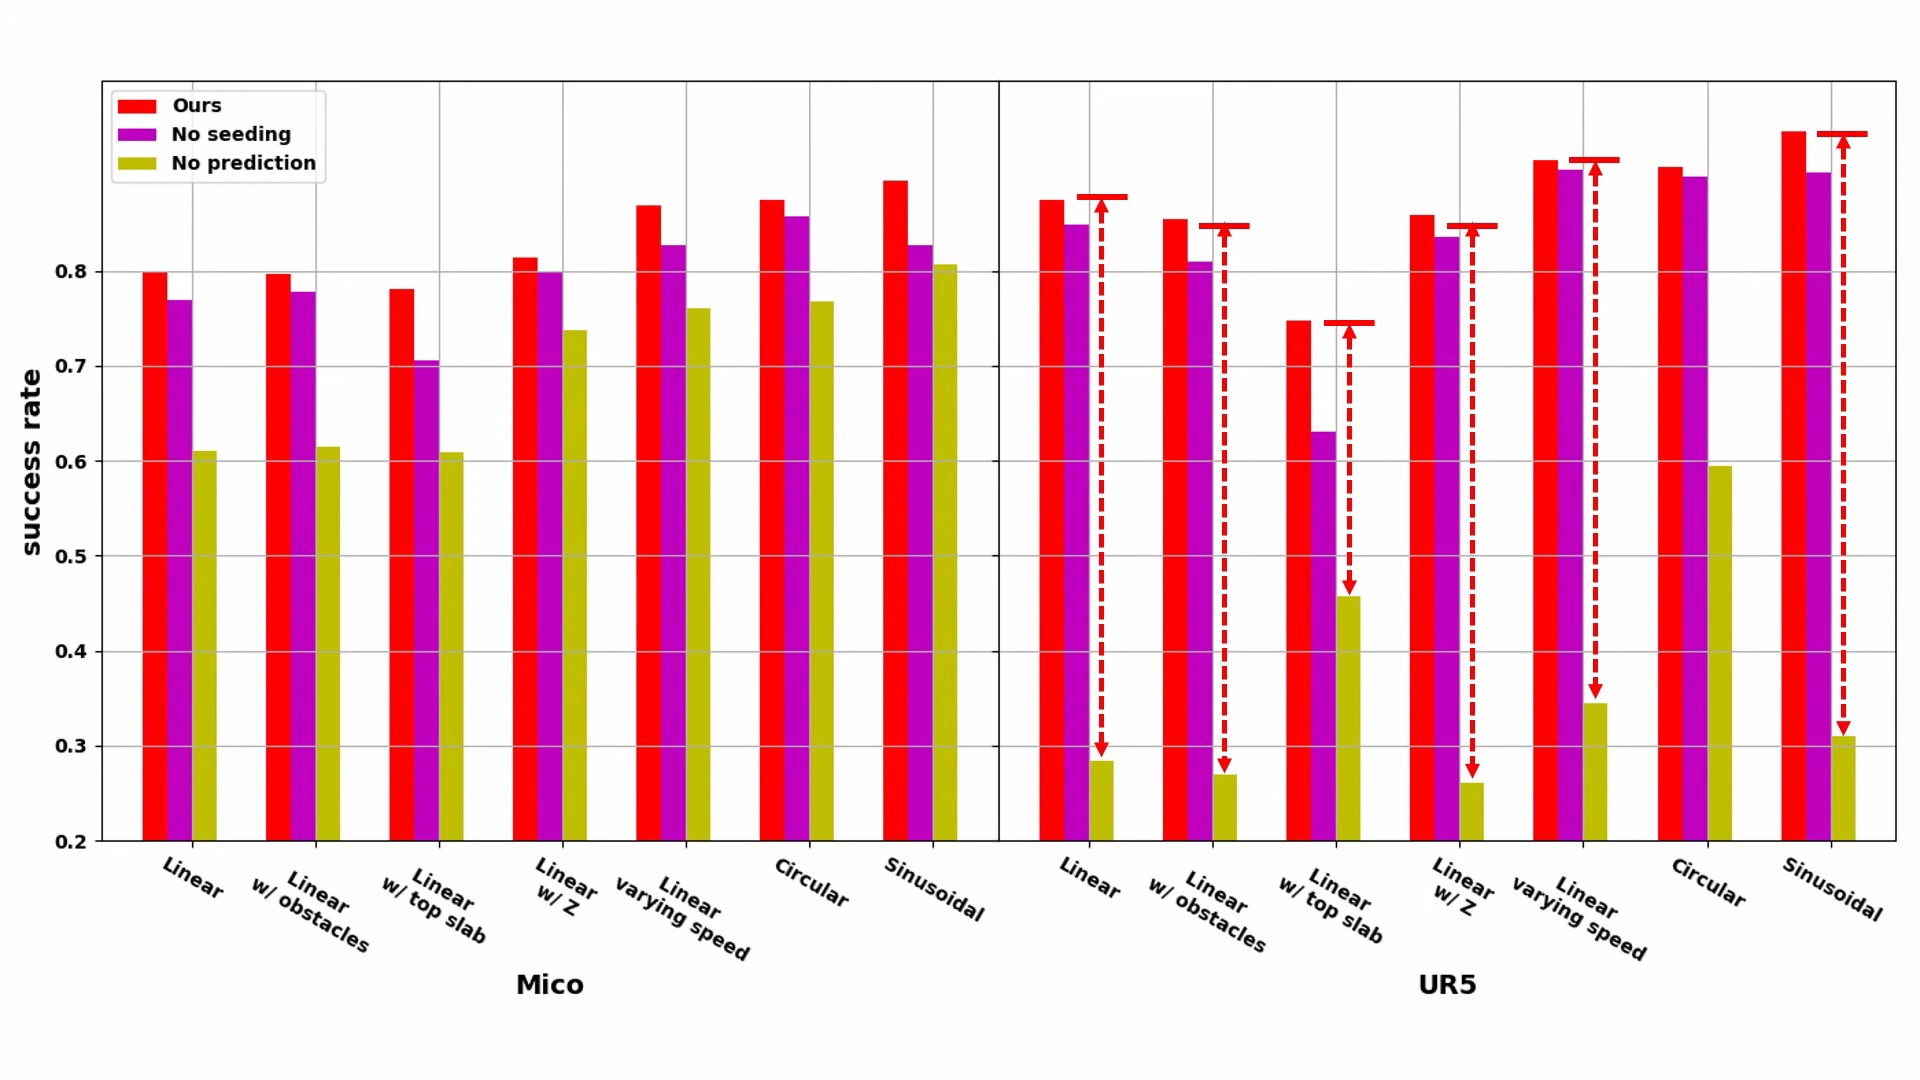 Ours
No seeding
No prediction
success rate
0.8
0.7
0.6
0.5
0.4
0.3
0.2
Linear
Linear
w/ obstacles
Linear
w/ top slab
Linear
w/ Z
Linear
varying speed
Circular
Sinusoidal
Linear
Linear
w/ obstacles
Linear
w/ top slab
Linear
w/ Z
Linear
varying speed
Circular
Sinusoidal
Mico
UR5